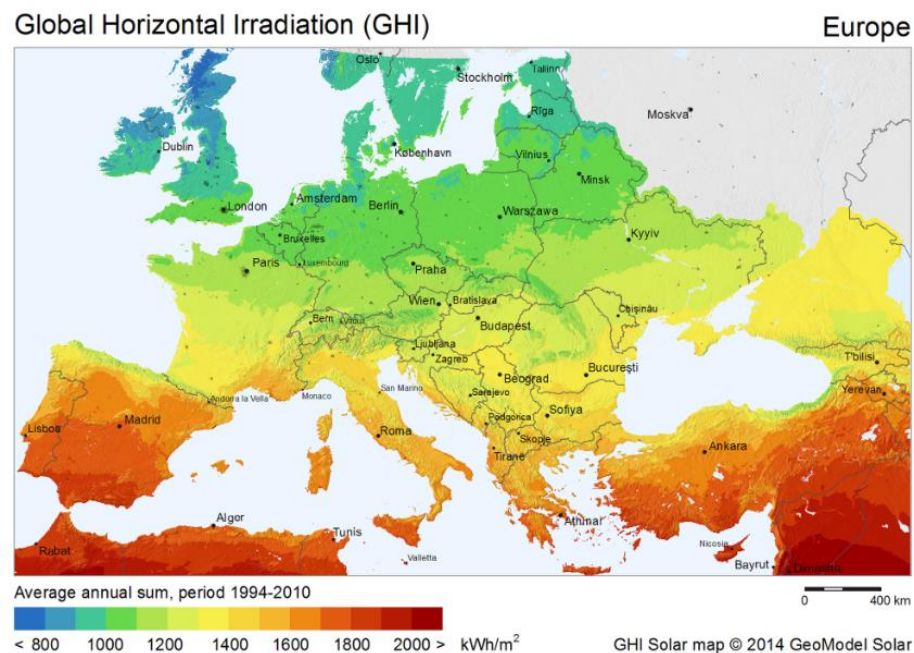 Global Horizontal Irradiation (GHI)
Europe
Oslo
Stockholm
Tallinn
Rīga
Moskva
Dublin
København
Vilnius
Minsk
London
Amsterdam
Berlin
Warszawa
Bruxelles
Kyyiv
Paris
Luxembourg
Praha
Wien
Bratislava
Bern
Vaduz
Budapest
Chişinău
Ljubljana
Zagreb
T'bilisi
Andorra la Vella
Monaco
San Marino
Beograd
Bucureşti
Sarajevo
Yerevan
Lisboa
Madrid
Roma
Podgorica
Sofiya
Skopje
Tiranë
Ankara
Alger
Tunis
Athínai
Rabat
Valletta
Nicosia
Bayrut
Dimashq
Average annual sum, period 1994-2010
0 400 km
< 800 1000 1200 1400 1600 1800 2000 > kWh/m²
GHI Solar map © 2014 GeoModel Solar